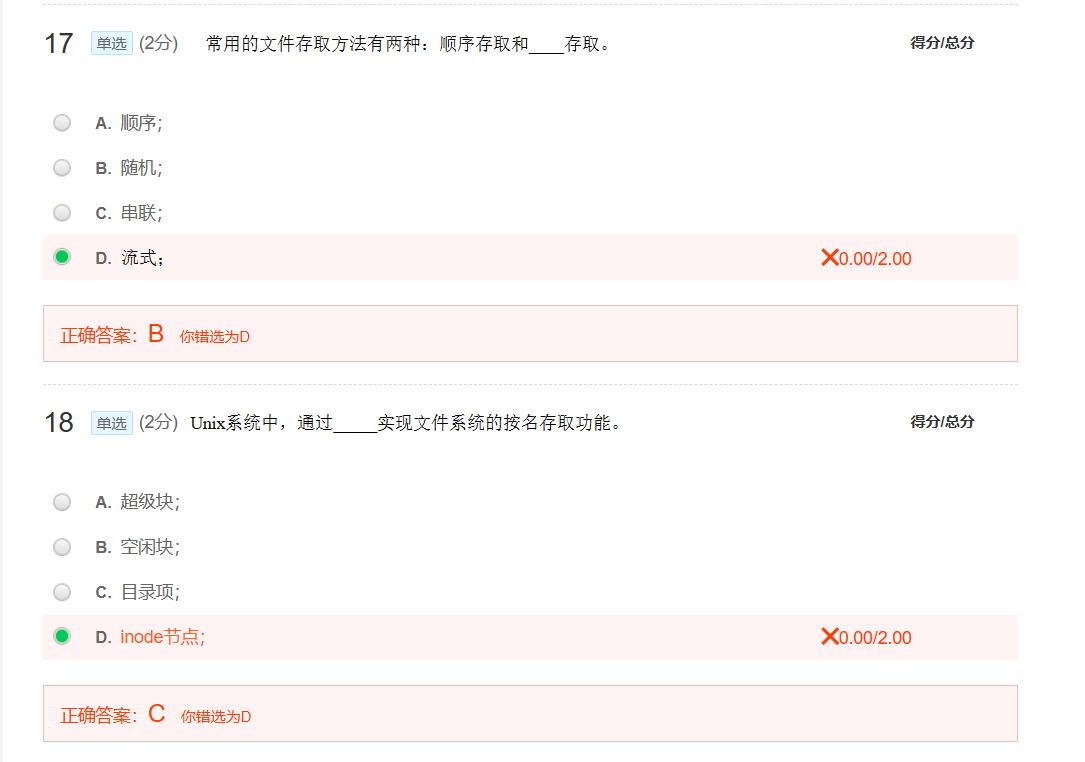 17 单选 (2分) 常用的文件存取方法有两种：顺序存取和____存取。 得分/总分
A. 顺序;
B. 随机;
C. 串联;
D. 流式; ×0.00/2.00
正确答案：B 你错选为D
18 单选 (2分) Unix系统中，通过_____实现文件系统的按名存取功能。 得分/总分
A. 超级块;
B. 空闲块;
C. 目录项;
D. inode节点; ×0.00/2.00
正确答案：C 你错选为D